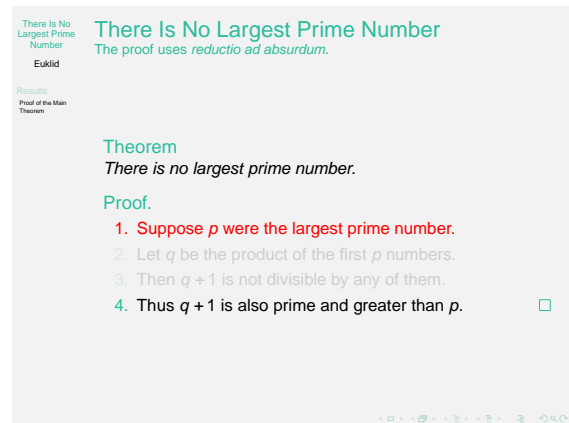 There Is No
Largest Prime
Number
Euklid
Results
Proof of the Main
Theorem
There Is No Largest Prime Number
The proof uses reductio ad absurdum.
Theorem
There is no largest prime number.
Proof.
1. Suppose p were the largest prime number.
2. Let q be the product of the first p numbers.
3. Then q + 1 is not divisible by any of them.
4. Thus q + 1 is also prime and greater than p.